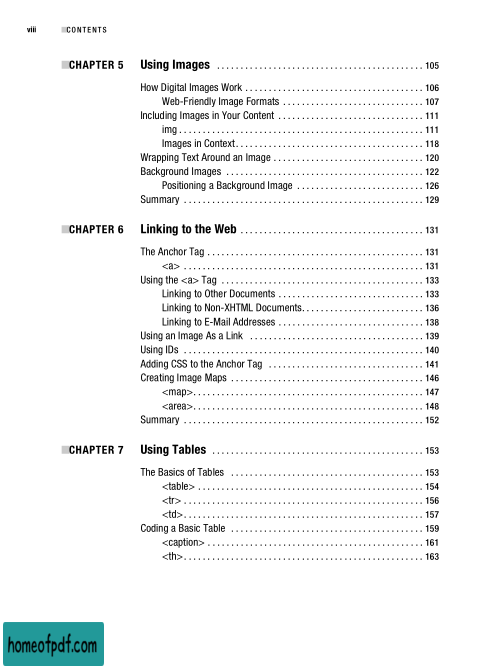 viii ■CONTENTS
■CHAPTER 5 Using Images . . . . . . . . . . . . . . . . . . . . . . . . . . . . . . . . . . . . . . . . . . . . 105
How Digital Images Work . . . . . . . . . . . . . . . . . . . . . . . . . . . . . . . . . . . . . . 106
Web-Friendly Image Formats . . . . . . . . . . . . . . . . . . . . . . . . . . . . . . 107
Including Images in Your Content . . . . . . . . . . . . . . . . . . . . . . . . . . . . . . . 111
img . . . . . . . . . . . . . . . . . . . . . . . . . . . . . . . . . . . . . . . . . . . . . . . . . . . . 111
Images in Context. . . . . . . . . . . . . . . . . . . . . . . . . . . . . . . . . . . . . . . . 118
Wrapping Text Around an Image . . . . . . . . . . . . . . . . . . . . . . . . . . . . . . . . 120
Background Images . . . . . . . . . . . . . . . . . . . . . . . . . . . . . . . . . . . . . . . . . . 122
Positioning a Background Image . . . . . . . . . . . . . . . . . . . . . . . . . . . 126
Summary . . . . . . . . . . . . . . . . . . . . . . . . . . . . . . . . . . . . . . . . . . . . . . . . . . . 129
■CHAPTER 6 Linking to the Web . . . . . . . . . . . . . . . . . . . . . . . . . . . . . . . . . . . . . . . 131
The Anchor Tag . . . . . . . . . . . . . . . . . . . . . . . . . . . . . . . . . . . . . . . . . . . . . . 131
<a> . . . . . . . . . . . . . . . . . . . . . . . . . . . . . . . . . . . . . . . . . . . . . . . . . . . 131
Using the <a> Tag . . . . . . . . . . . . . . . . . . . . . . . . . . . . . . . . . . . . . . . . . . . 133
Linking to Other Documents . . . . . . . . . . . . . . . . . . . . . . . . . . . . . . . 133
Linking to Non-XHTML Documents. . . . . . . . . . . . . . . . . . . . . . . . . . 136
Linking to E-Mail Addresses . . . . . . . . . . . . . . . . . . . . . . . . . . . . . . . 138
Using an Image As a Link . . . . . . . . . . . . . . . . . . . . . . . . . . . . . . . . . . . . . 139
Using IDs . . . . . . . . . . . . . . . . . . . . . . . . . . . . . . . . . . . . . . . . . . . . . . . . . . . 140
Adding CSS to the Anchor Tag . . . . . . . . . . . . . . . . . . . . . . . . . . . . . . . . . 141
Creating Image Maps . . . . . . . . . . . . . . . . . . . . . . . . . . . . . . . . . . . . . . . . . 146
<map>. . . . . . . . . . . . . . . . . . . . . . . . . . . . . . . . . . . . . . . . . . . . . . . . . 147
<area>. . . . . . . . . . . . . . . . . . . . . . . . . . . . . . . . . . . . . . . . . . . . . . . . . 148
Summary . . . . . . . . . . . . . . . . . . . . . . . . . . . . . . . . . . . . . . . . . . . . . . . . . . . 152
■CHAPTER 7 Using Tables . . . . . . . . . . . . . . . . . . . . . . . . . . . . . . . . . . . . . . . . . . . . . 153
The Basics of Tables . . . . . . . . . . . . . . . . . . . . . . . . . . . . . . . . . . . . . . . . . 153
<table> . . . . . . . . . . . . . . . . . . . . . . . . . . . . . . . . . . . . . . . . . . . . . . . . 154
<tr> . . . . . . . . . . . . . . . . . . . . . . . . . . . . . . . . . . . . . . . . . . . . . . . . . . . 156
<td>. . . . . . . . . . . . . . . . . . . . . . . . . . . . . . . . . . . . . . . . . . . . . . . . . . . 157
Coding a Basic Table . . . . . . . . . . . . . . . . . . . . . . . . . . . . . . . . . . . . . . . . . 159
<caption> . . . . . . . . . . . . . . . . . . . . . . . . . . . . . . . . . . . . . . . . . . . . . . 161
<th>. . . . . . . . . . . . . . . . . . . . . . . . . . . . . . . . . . . . . . . . . . . . . . . . . . . 163
homeofpdf.com